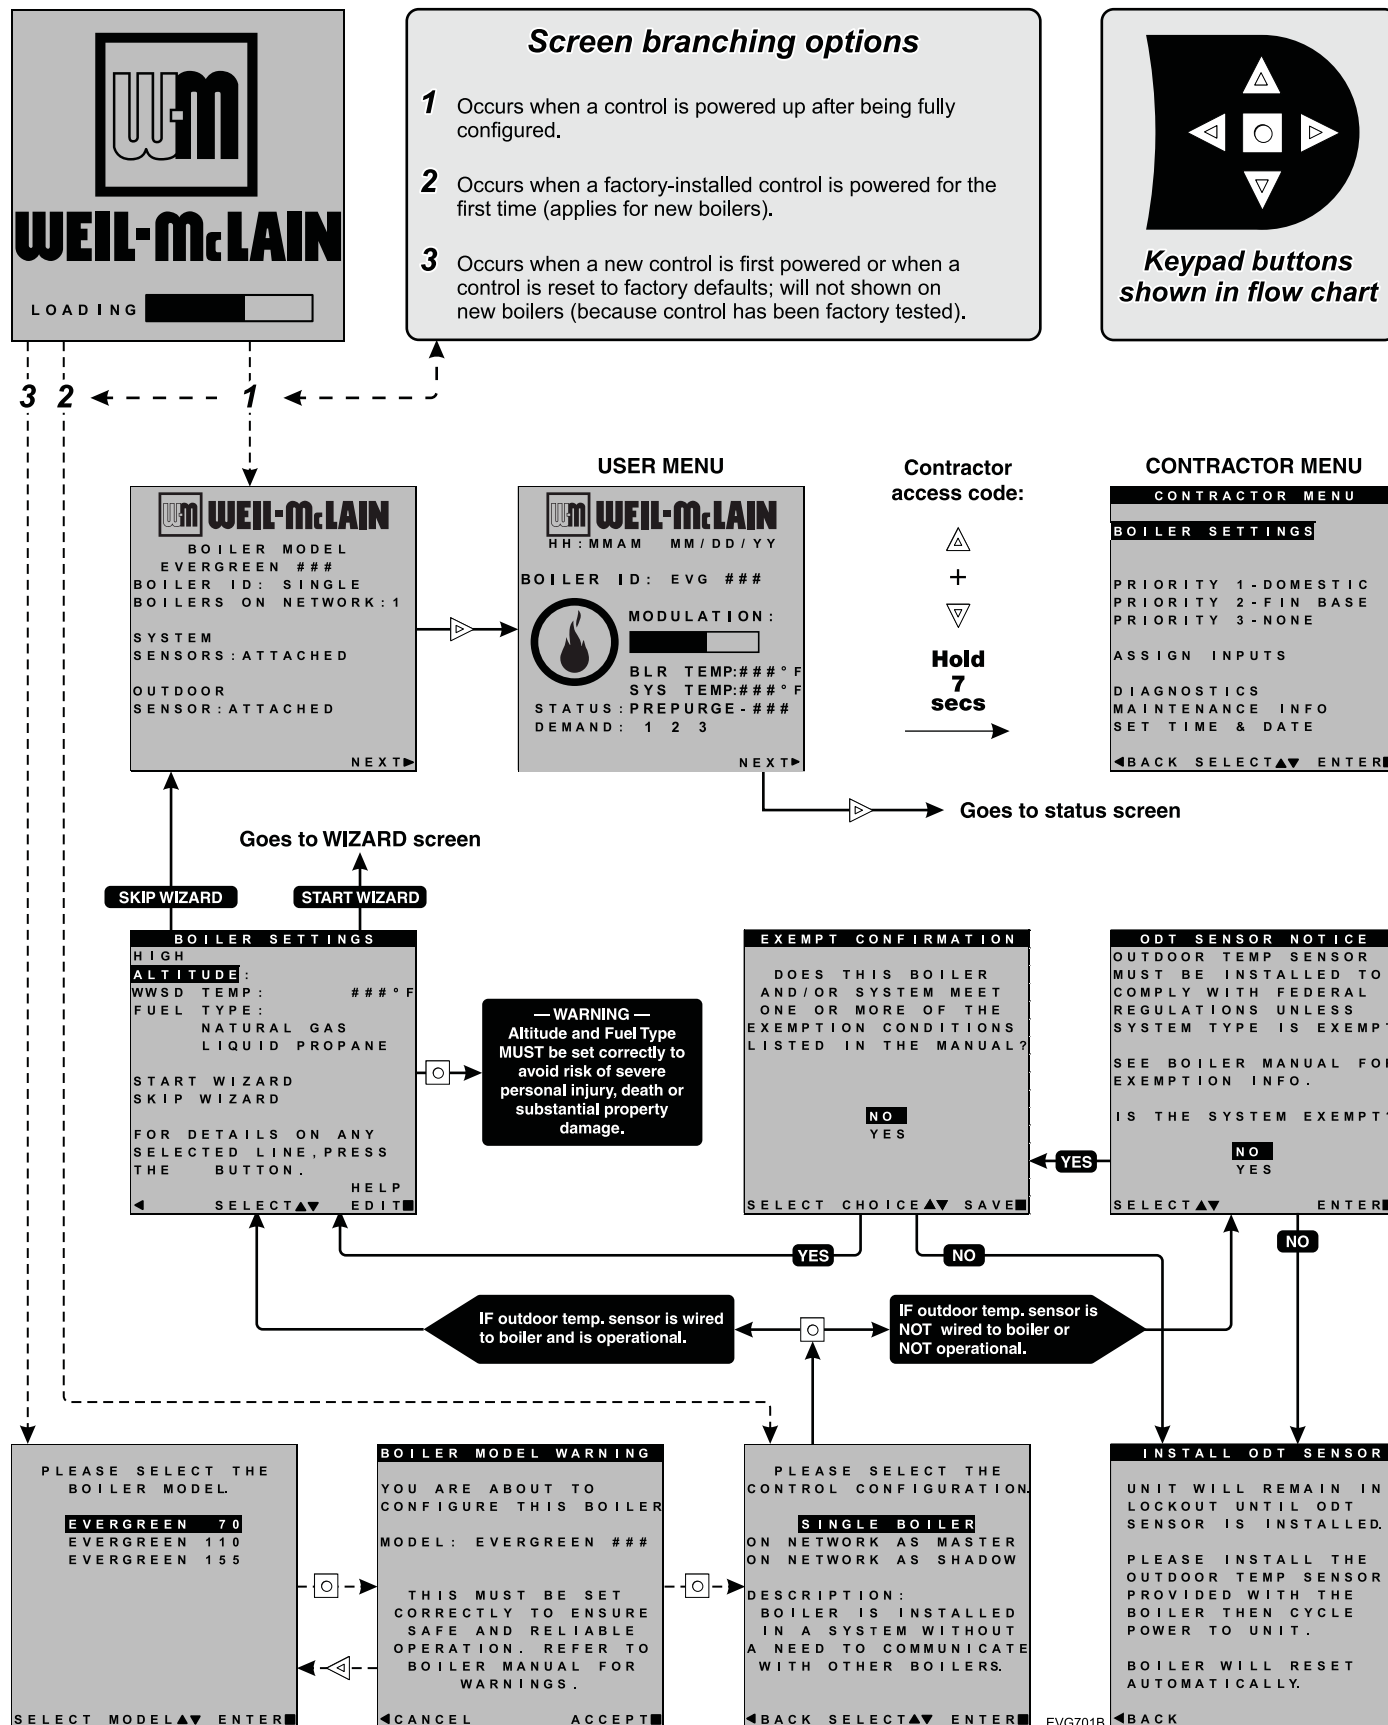 WM
WEIL-McLAIN
LOADING
Screen branching options
1 Occurs when a control is powered up after being fully
configured.
2 Occurs when a factory-installed control is powered for the
first time (applies for new boilers).
3 Occurs when a new control is first powered or when a
control is reset to factory defaults; will not shown on
new boilers (because control has been factory tested).
Keypad buttons
shown in flow chart
3 2 1
WM WEIL-McLAIN
BOILER MODEL
EVERGREEN ###
BOILER ID: SINGLE
BOILERS ON NETWORK:1
SYSTEM
SENSORS:ATTACHED
OUTDOOR
SENSOR:ATTACHED
NEXT▶
USER MENU
WM WEIL-McLAIN
HH:MMAM MM/DD/YY
BOILER ID: EVG ###
MODULATION:
BLR TEMP:###°F
SYS TEMP:###°F
STATUS:PREPURGE-###
DEMAND: 1 2 3
NEXT▶
Contractor
access code:
+
Hold
7
secs
CONTRACTOR MENU
CONTRACTOR MENU
BOILER SETTINGS
PRIORITY 1-DOMESTIC
PRIORITY 2-FIN BASE
PRIORITY 3-NONE
ASSIGN INPUTS
DIAGNOSTICS
MAINTENANCE INFO
SET TIME & DATE
◀BACK SELECT▲▼ ENTER■
Goes to status screen
Goes to WIZARD screen
SKIP WIZARD
START WIZARD
BOILER SETTINGS
HIGH
ALTITUDE:
WWSD TEMP: ###°F
FUEL TYPE:
NATURAL GAS
LIQUID PROPANE
START WIZARD
SKIP WIZARD
FOR DETAILS ON ANY
SELECTED LINE,PRESS
THE BUTTON.
HELP
◀ SELECT▲▼ EDIT■
— WARNING —
Altitude and Fuel Type
MUST be set correctly to
avoid risk of severe
personal injury, death or
substantial property
damage.
EXEMPT CONFIRMATION
DOES THIS BOILER
AND/OR SYSTEM MEET
ONE OR MORE OF THE
EXEMPTION CONDITIONS
LISTED IN THE MANUAL?
NO
YES
SELECT CHOICE▲▼ SAVE■
YES
ODT SENSOR NOTICE
OUTDOOR TEMP SENSOR
MUST BE INSTALLED TO
COMPLY WITH FEDERAL
REGULATIONS UNLESS
SYSTEM TYPE IS EXEMPT
SEE BOILER MANUAL FOR
EXEMPTION INFO.
IS THE SYSTEM EXEMPT?
NO
YES
SELECT▲▼ ENTER■
YES
NO
NO
IF outdoor temp. sensor is wired
to boiler and is operational.
IF outdoor temp. sensor is
NOT wired to boiler or
NOT operational.
PLEASE SELECT THE
BOILER MODEL.
EVERGREEN 70
EVERGREEN 110
EVERGREEN 155
SELECT MODEL▲▼ ENTER■
BOILER MODEL WARNING
YOU ARE ABOUT TO
CONFIGURE THIS BOILER
MODEL: EVERGREEN ###
THIS MUST BE SET
CORRECTLY TO ENSURE
SAFE AND RELIABLE
OPERATION. REFER TO
BOILER MANUAL FOR
WARNINGS.
◀CANCEL ACCEPT■
PLEASE SELECT THE
CONTROL CONFIGURATION.
SINGLE BOILER
ON NETWORK AS MASTER
ON NETWORK AS SHADOW
DESCRIPTION:
BOILER IS INSTALLED
IN A SYSTEM WITHOUT
A NEED TO COMMUNICATE
WITH OTHER BOILERS.
◀BACK SELECT▲▼ ENTER■
EVG701B
INSTALL ODT SENSOR
UNIT WILL REMAIN IN
LOCKOUT UNTIL ODT
SENSOR IS INSTALLED.
PLEASE INSTALL THE
OUTDOOR TEMP SENSOR
PROVIDED WITH THE
BOILER THEN CYCLE
POWER TO UNIT.
BOILER WILL RESET
AUTOMATICALLY.
◀BACK